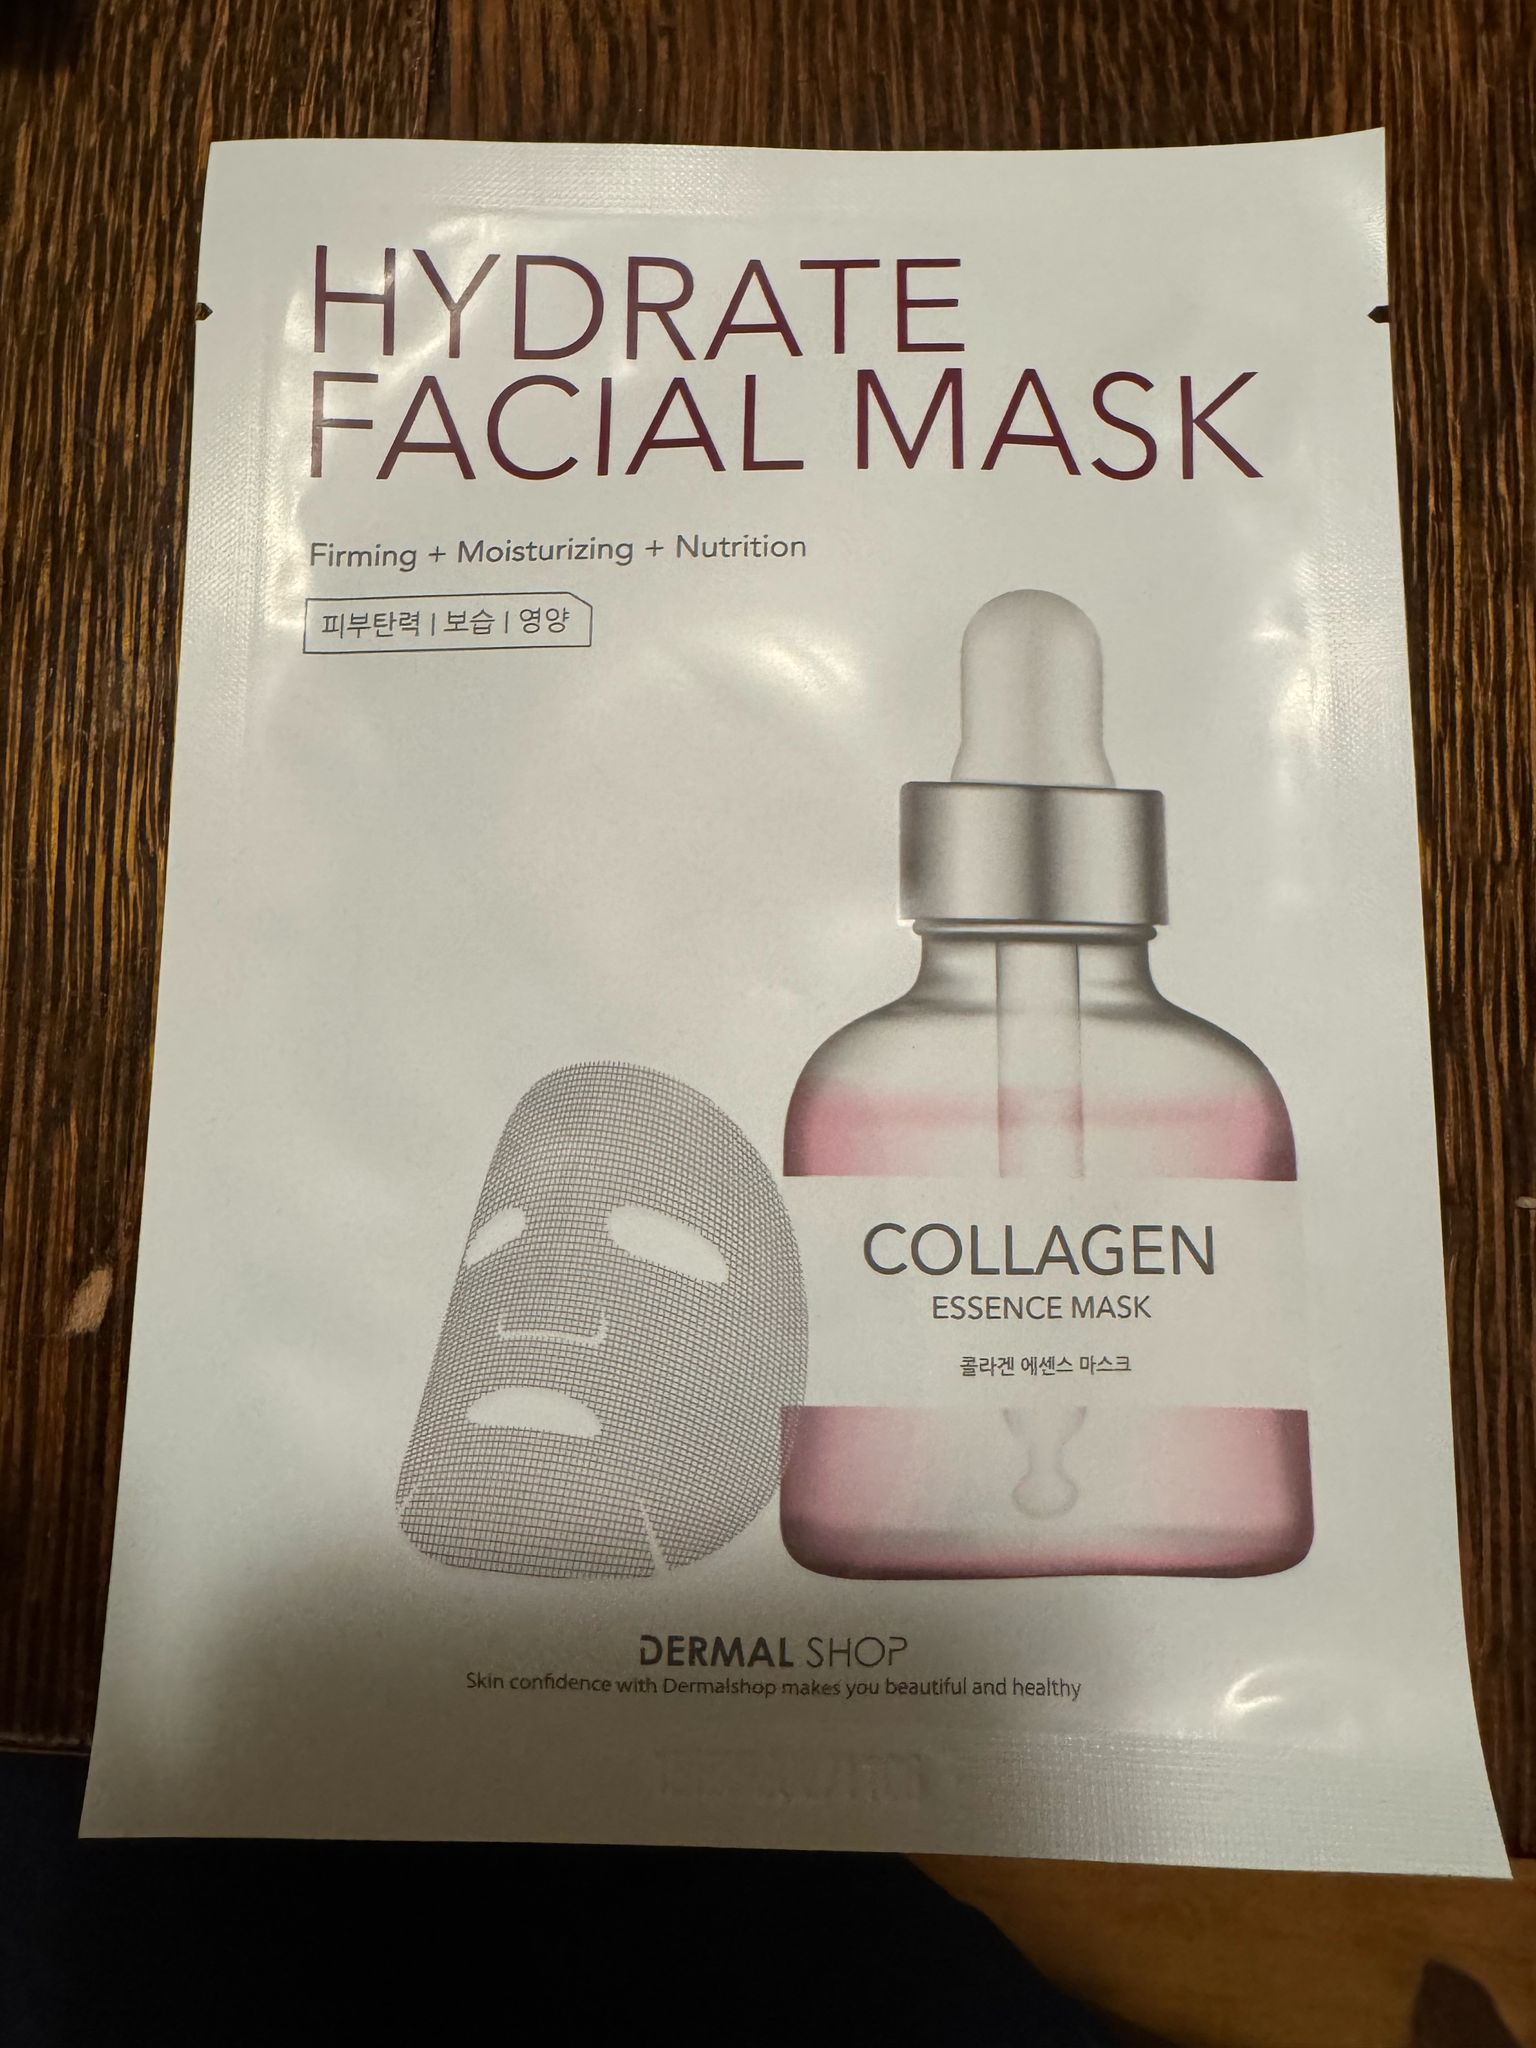 HYDRATE
FACIAL MASK
Firming + Moisturizing + Nutrition
피부탄력 | 보습 | 영양
COLLAGEN
ESSENCE MASK
콜라겐 에센스 마스크
DERMAL SHOP
Skin confidence with Dermalshop makes you beautiful and healthy